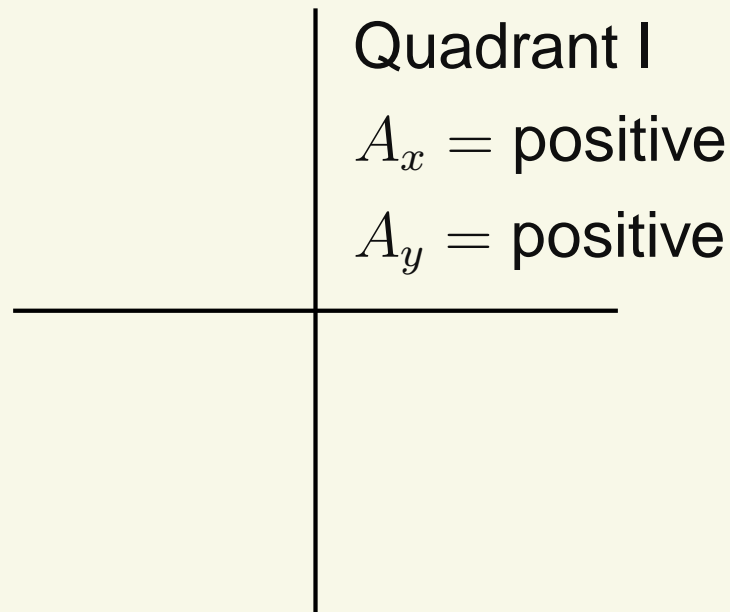 Quadrant I
A_x = positive
A_y = positive